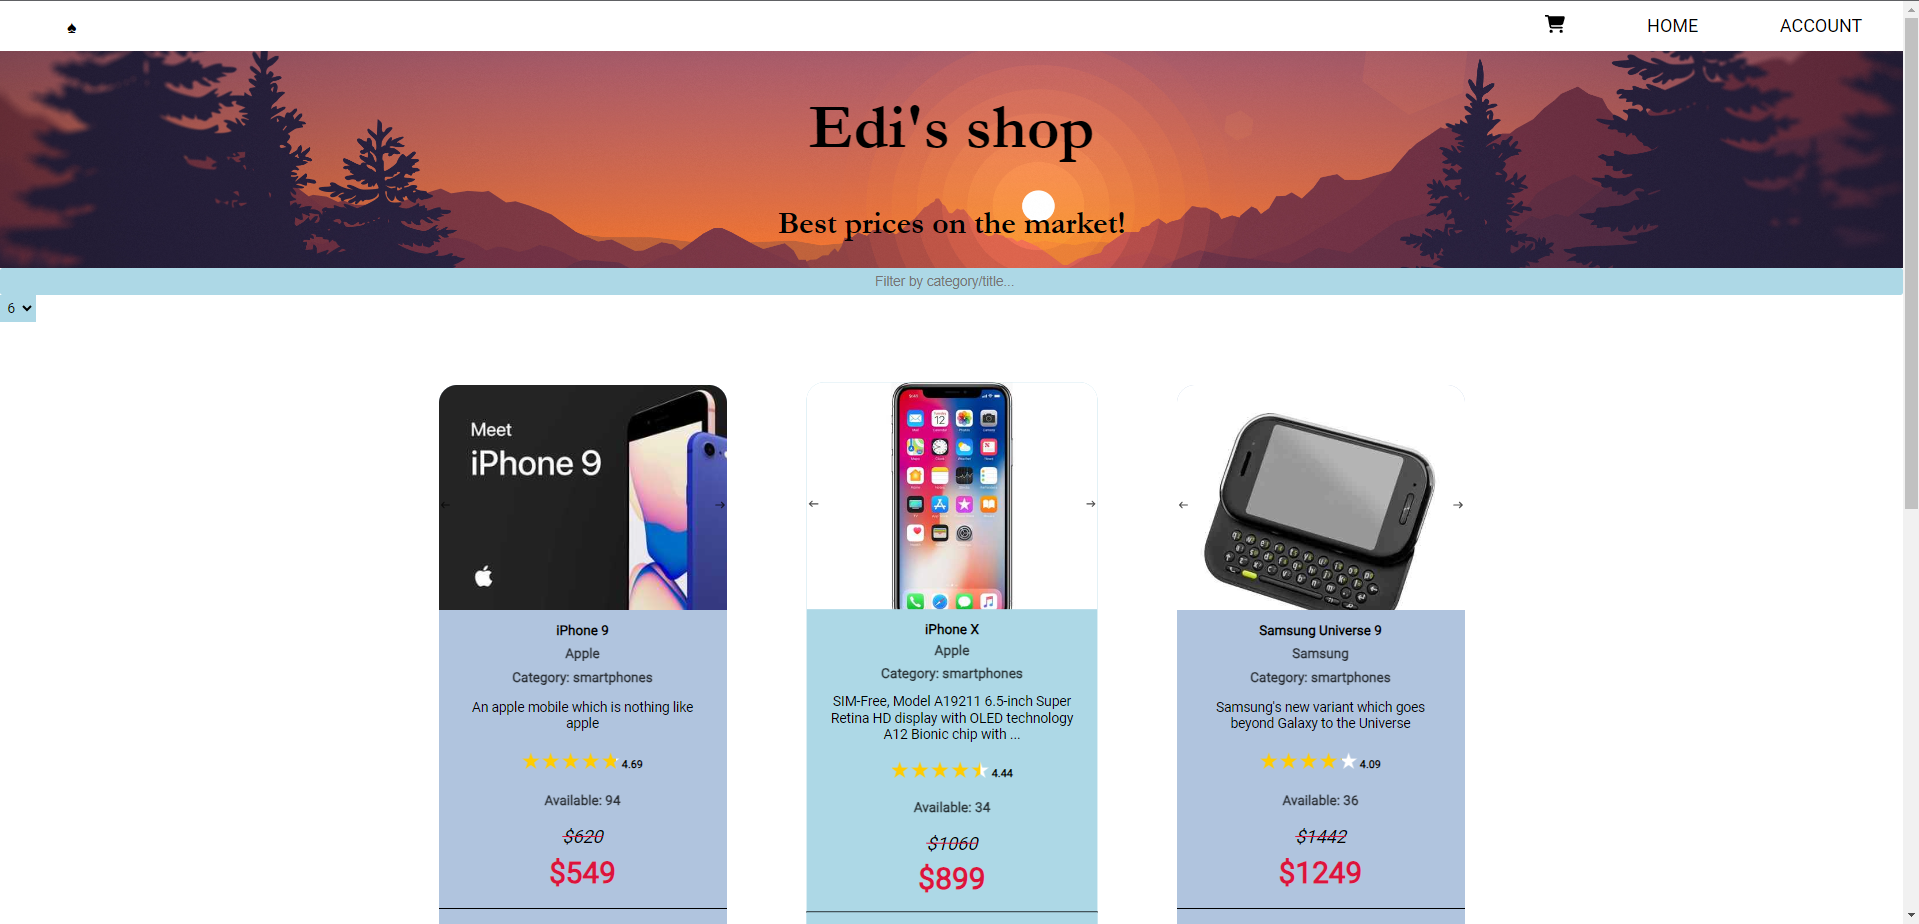 ♠ HOME ACCOUNT
Edi's shop
Best prices on the market!
Filter by category/title...
6
Meet
iPhone 9
← →
← →
← →
iPhone 9
Apple
Category: smartphones
An apple mobile which is nothing like
apple
4.69
Available: 94
$620
$549
iPhone X
Apple
Category: smartphones
SIM-Free, Model A19211 6.5-inch Super
Retina HD display with OLED technology
A12 Bionic chip with ...
4.44
Available: 34
$1060
$899
Samsung Universe 9
Samsung
Category: smartphones
Samsung's new variant which goes
beyond Galaxy to the Universe
4.09
Available: 36
$1442
$1249